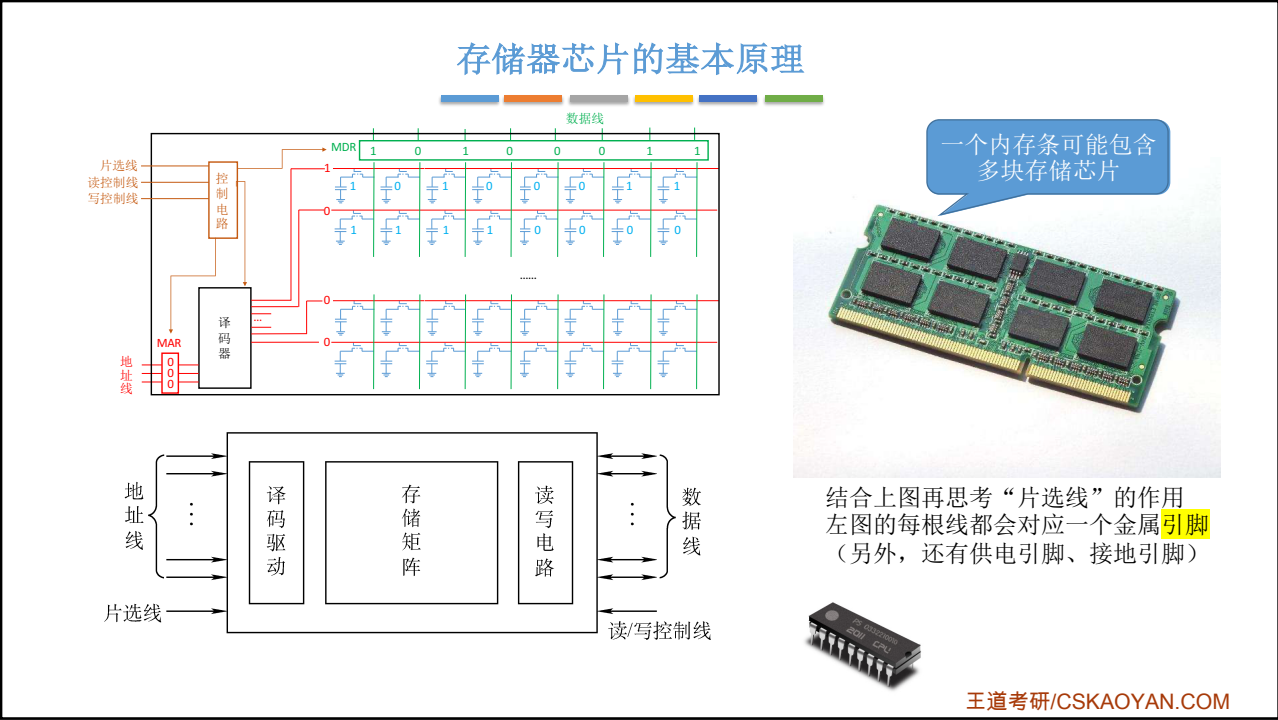 存储器芯片的基本原理
数据线
MDR 1 0 1 0 0 0 1 1
片选线
读控制线
写控制线
控制电路
1
1 0 1 0 0 0 1 1
0
1 1 1 1 0 0 0 0
......
0
0
译码器
...
MAR
地址线
0
0
0
一个内存条可能包含
多块存储芯片
地址线
译码驱动
存储矩阵
读写电路
数据线
片选线
读/写控制线
结合上图再思考“片选线”的作用
左图的每根线都会对应一个金属引脚
（另外，还有供电引脚、接地引脚）
2011 CPU
王道考研/CSKAOYAN.COM